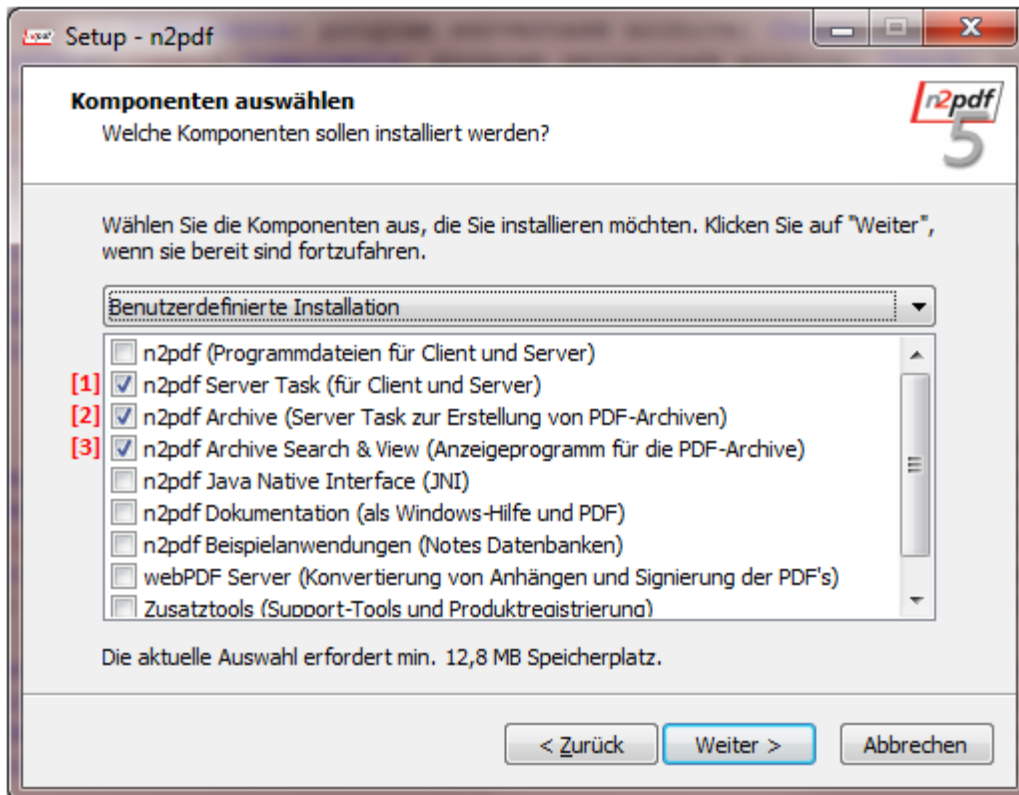 Setup - n2pdf
Komponenten auswählen
Welche Komponenten sollen installiert werden?
n2pdf
5
Wählen Sie die Komponenten aus, die Sie installieren möchten. Klicken Sie auf "Weiter",
wenn sie bereit sind fortzufahren.
Benutzerdefinierte Installation
n2pdf (Programmdateien für Client und Server)
[1] n2pdf Server Task (für Client und Server)
[2] n2pdf Archive (Server Task zur Erstellung von PDF-Archiven)
[3] n2pdf Archive Search & View (Anzeigeprogramm für die PDF-Archive)
n2pdf Java Native Interface (JNI)
n2pdf Dokumentation (als Windows-Hilfe und PDF)
n2pdf Beispielanwendungen (Notes Datenbanken)
webPDF Server (Konvertierung von Anhängen und Signierung der PDF's)
Zusatztools (Support-Tools und Produktregistrierung)
Die aktuelle Auswahl erfordert min. 12,8 MB Speicherplatz.
< Zurück
Weiter >
Abbrechen